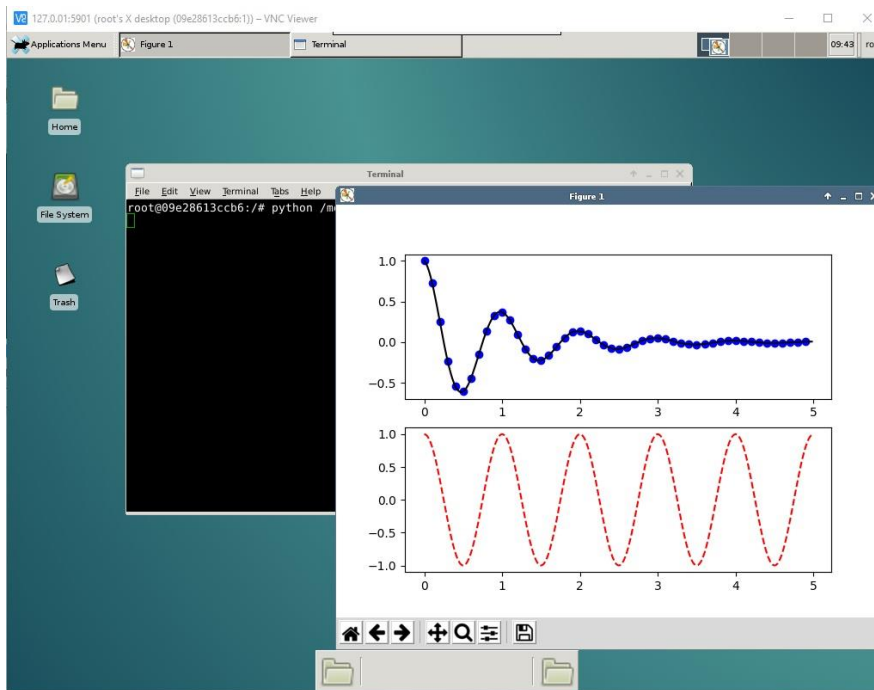 127.0.01:5901 (root's X desktop (09e28613ccb6:1)) – VNC Viewer
Applications Menu
Figure 1
Terminal
09:43
Home
File System
Trash
Terminal
File Edit View Terminal Tabs Help
root@09e28613ccb6:/# python
Figure 1
1.0
0.5
0.0
−0.5
0 1 2 3 4 5
1.0
0.5
0.0
−0.5
−1.0
0 1 2 3 4 5